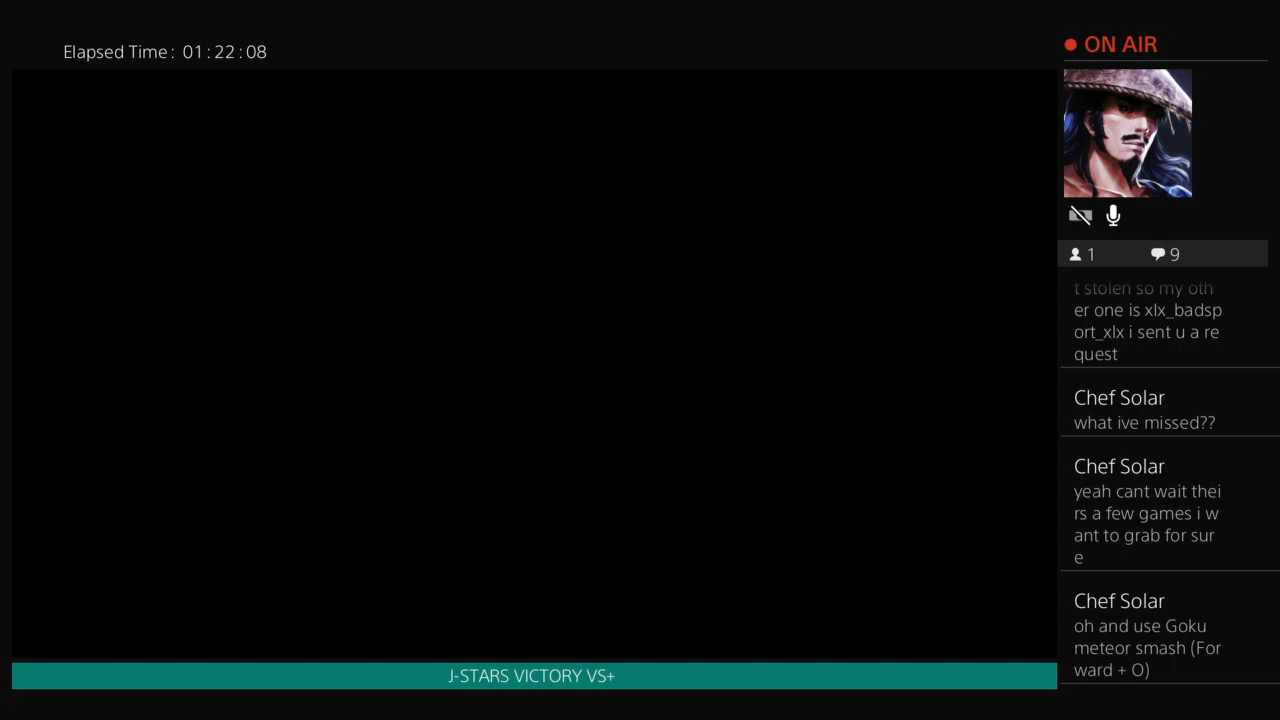 Elapsed Time: 01:22:08
ON AIR
1 9
t stolen so my oth
er one is xlx_badsp
ort_xlx i sent u a re
quest
Chef Solar
what ive missed??
Chef Solar
yeah cant wait thei
rs a few games i w
ant to grab for sur
e
Chef Solar
oh and use Goku
meteor smash (For
ward + O)
J-STARS VICTORY VS+